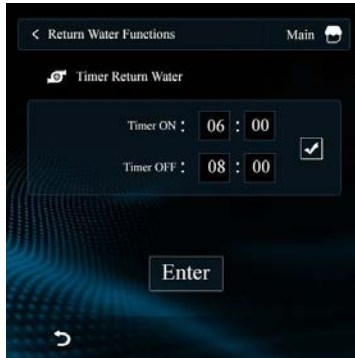 < Return Water Functions Main
Timer Return Water
Timer ON : 06 : 00
Timer OFF : 08 : 00
Enter